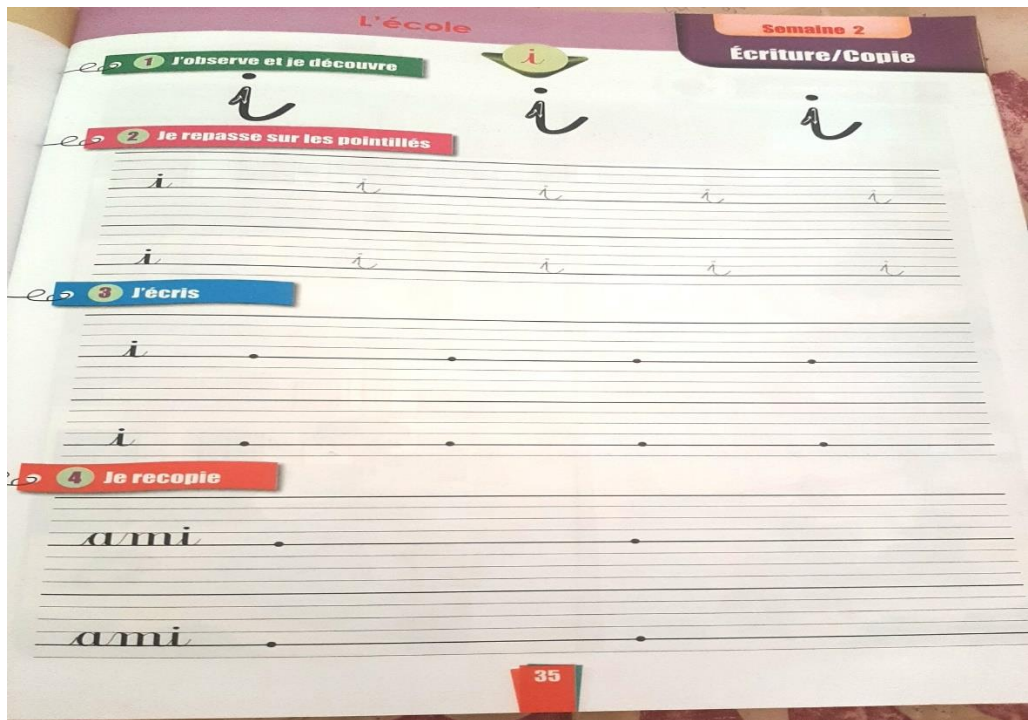 L'école
Semaine 2
Écriture/Copie
i
1 J'observe et je découvre
i i i
2 Je repasse sur les pointillés
i i i i i
i i i i i
3 J'écris
i . . . .
i . . . .
4 Je recopie
ami . .
ami . .
35